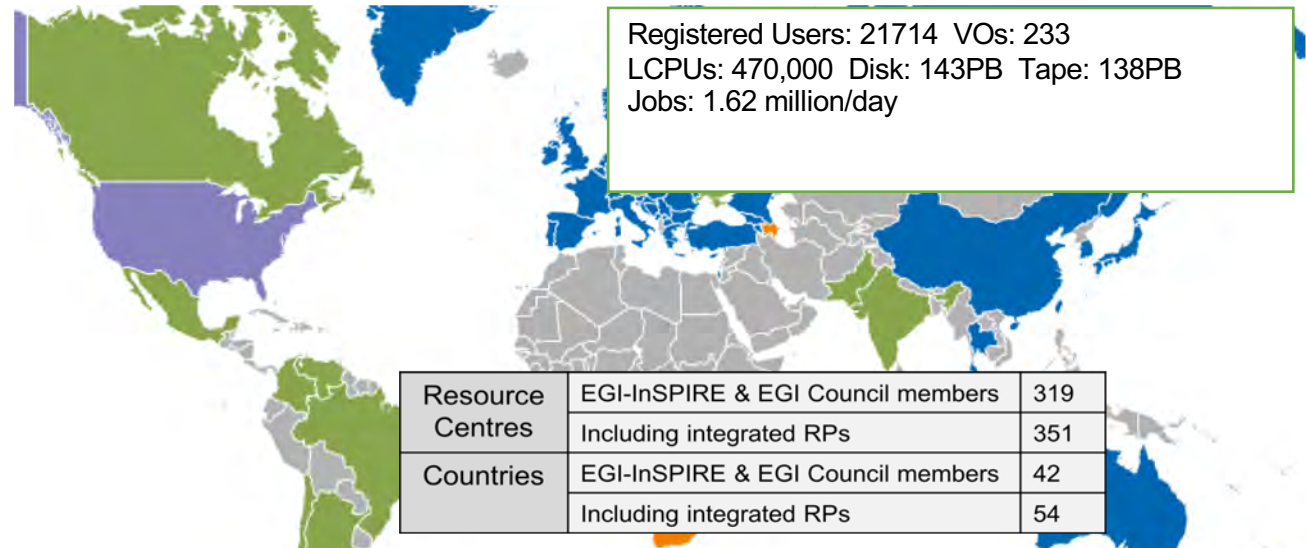 Registered Users: 21714 VOs: 233
LCPUs: 470,000 Disk: 143PB Tape: 138PB
Jobs: 1.62 million/day
Resource Centres
EGI-InSPIRE & EGI Council members 319
Including integrated RPs 351
Countries
EGI-InSPIRE & EGI Council members 42
Including integrated RPs 54